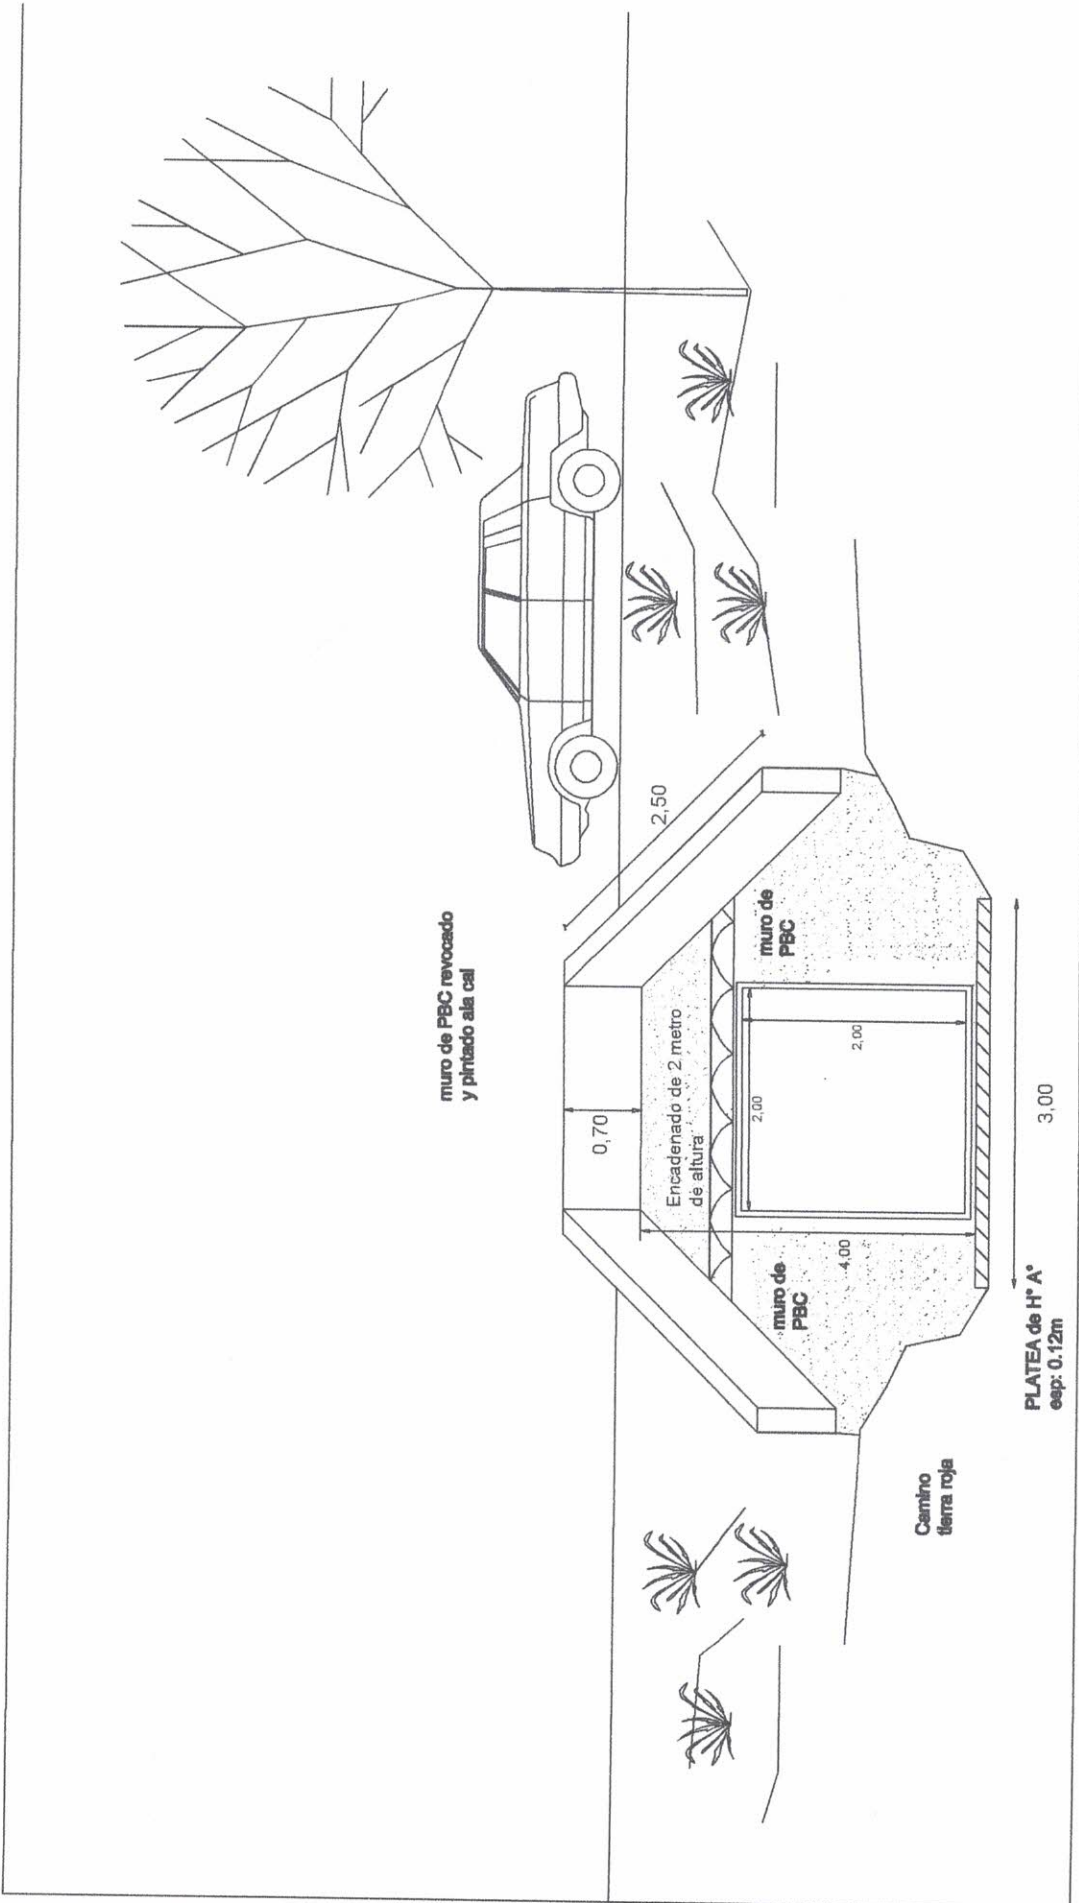 muro de PBC revocado
y pintado ala cal
2,50
0,70
Encadenado de 2 metro
de altura
muro de
PBC
muro de
PBC
2,00
2,00
4,00
3,00
PLATEA de H° A°
esp: 0.12m
Camino
tierra roja